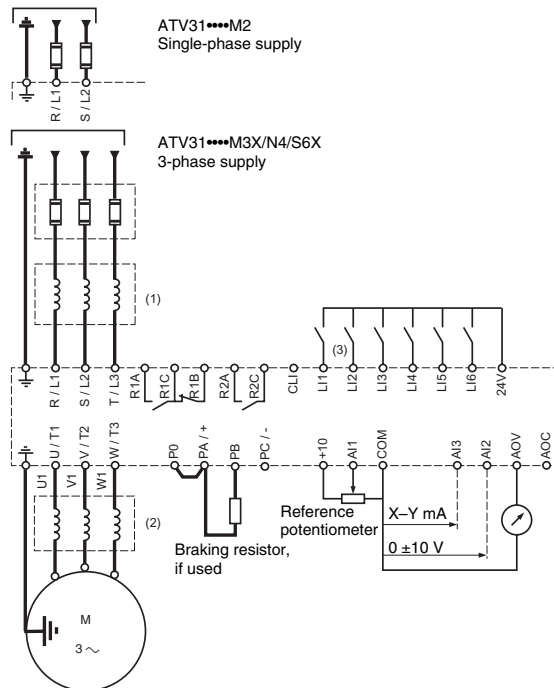 ATV31••••M2
Single-phase supply
R / L1
S / L2
ATV31••••M3X/N4/S6X
3-phase supply
(1)
(3)
R / L1
S / L2
T / L3
R1A
R1C
R1B
R2A
R2C
CLI
LI1
LI2
LI3
LI4
LI5
LI6
24V
U / T1
V / T2
W / T3
P0
PA / +
PB
PC / -
+10
AI1
COM
AI3
AI2
AOV
AOC
U1
V1
W1
(2)
Braking resistor,
if used
Reference
potentiometer
X–Y mA
0 ±10 V
M
3 ~